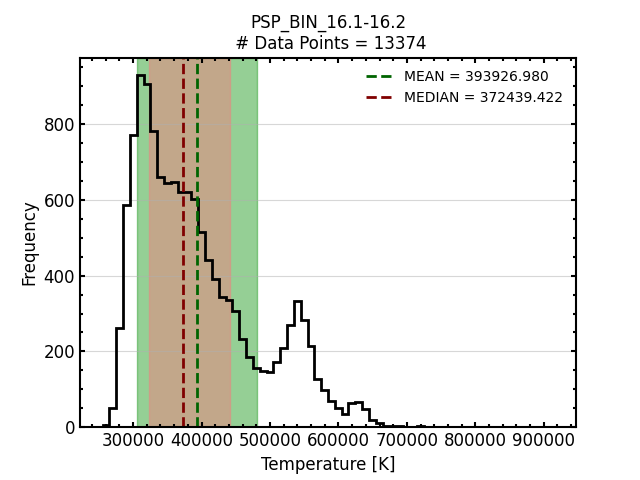 PSP_BIN_16.1-16.2
# Data Points = 13374
MEAN = 393926.980
MEDIAN = 372439.422
Frequency
800
600
400
200
0
300000 400000 500000 600000 700000 800000 900000
Temperature [K]